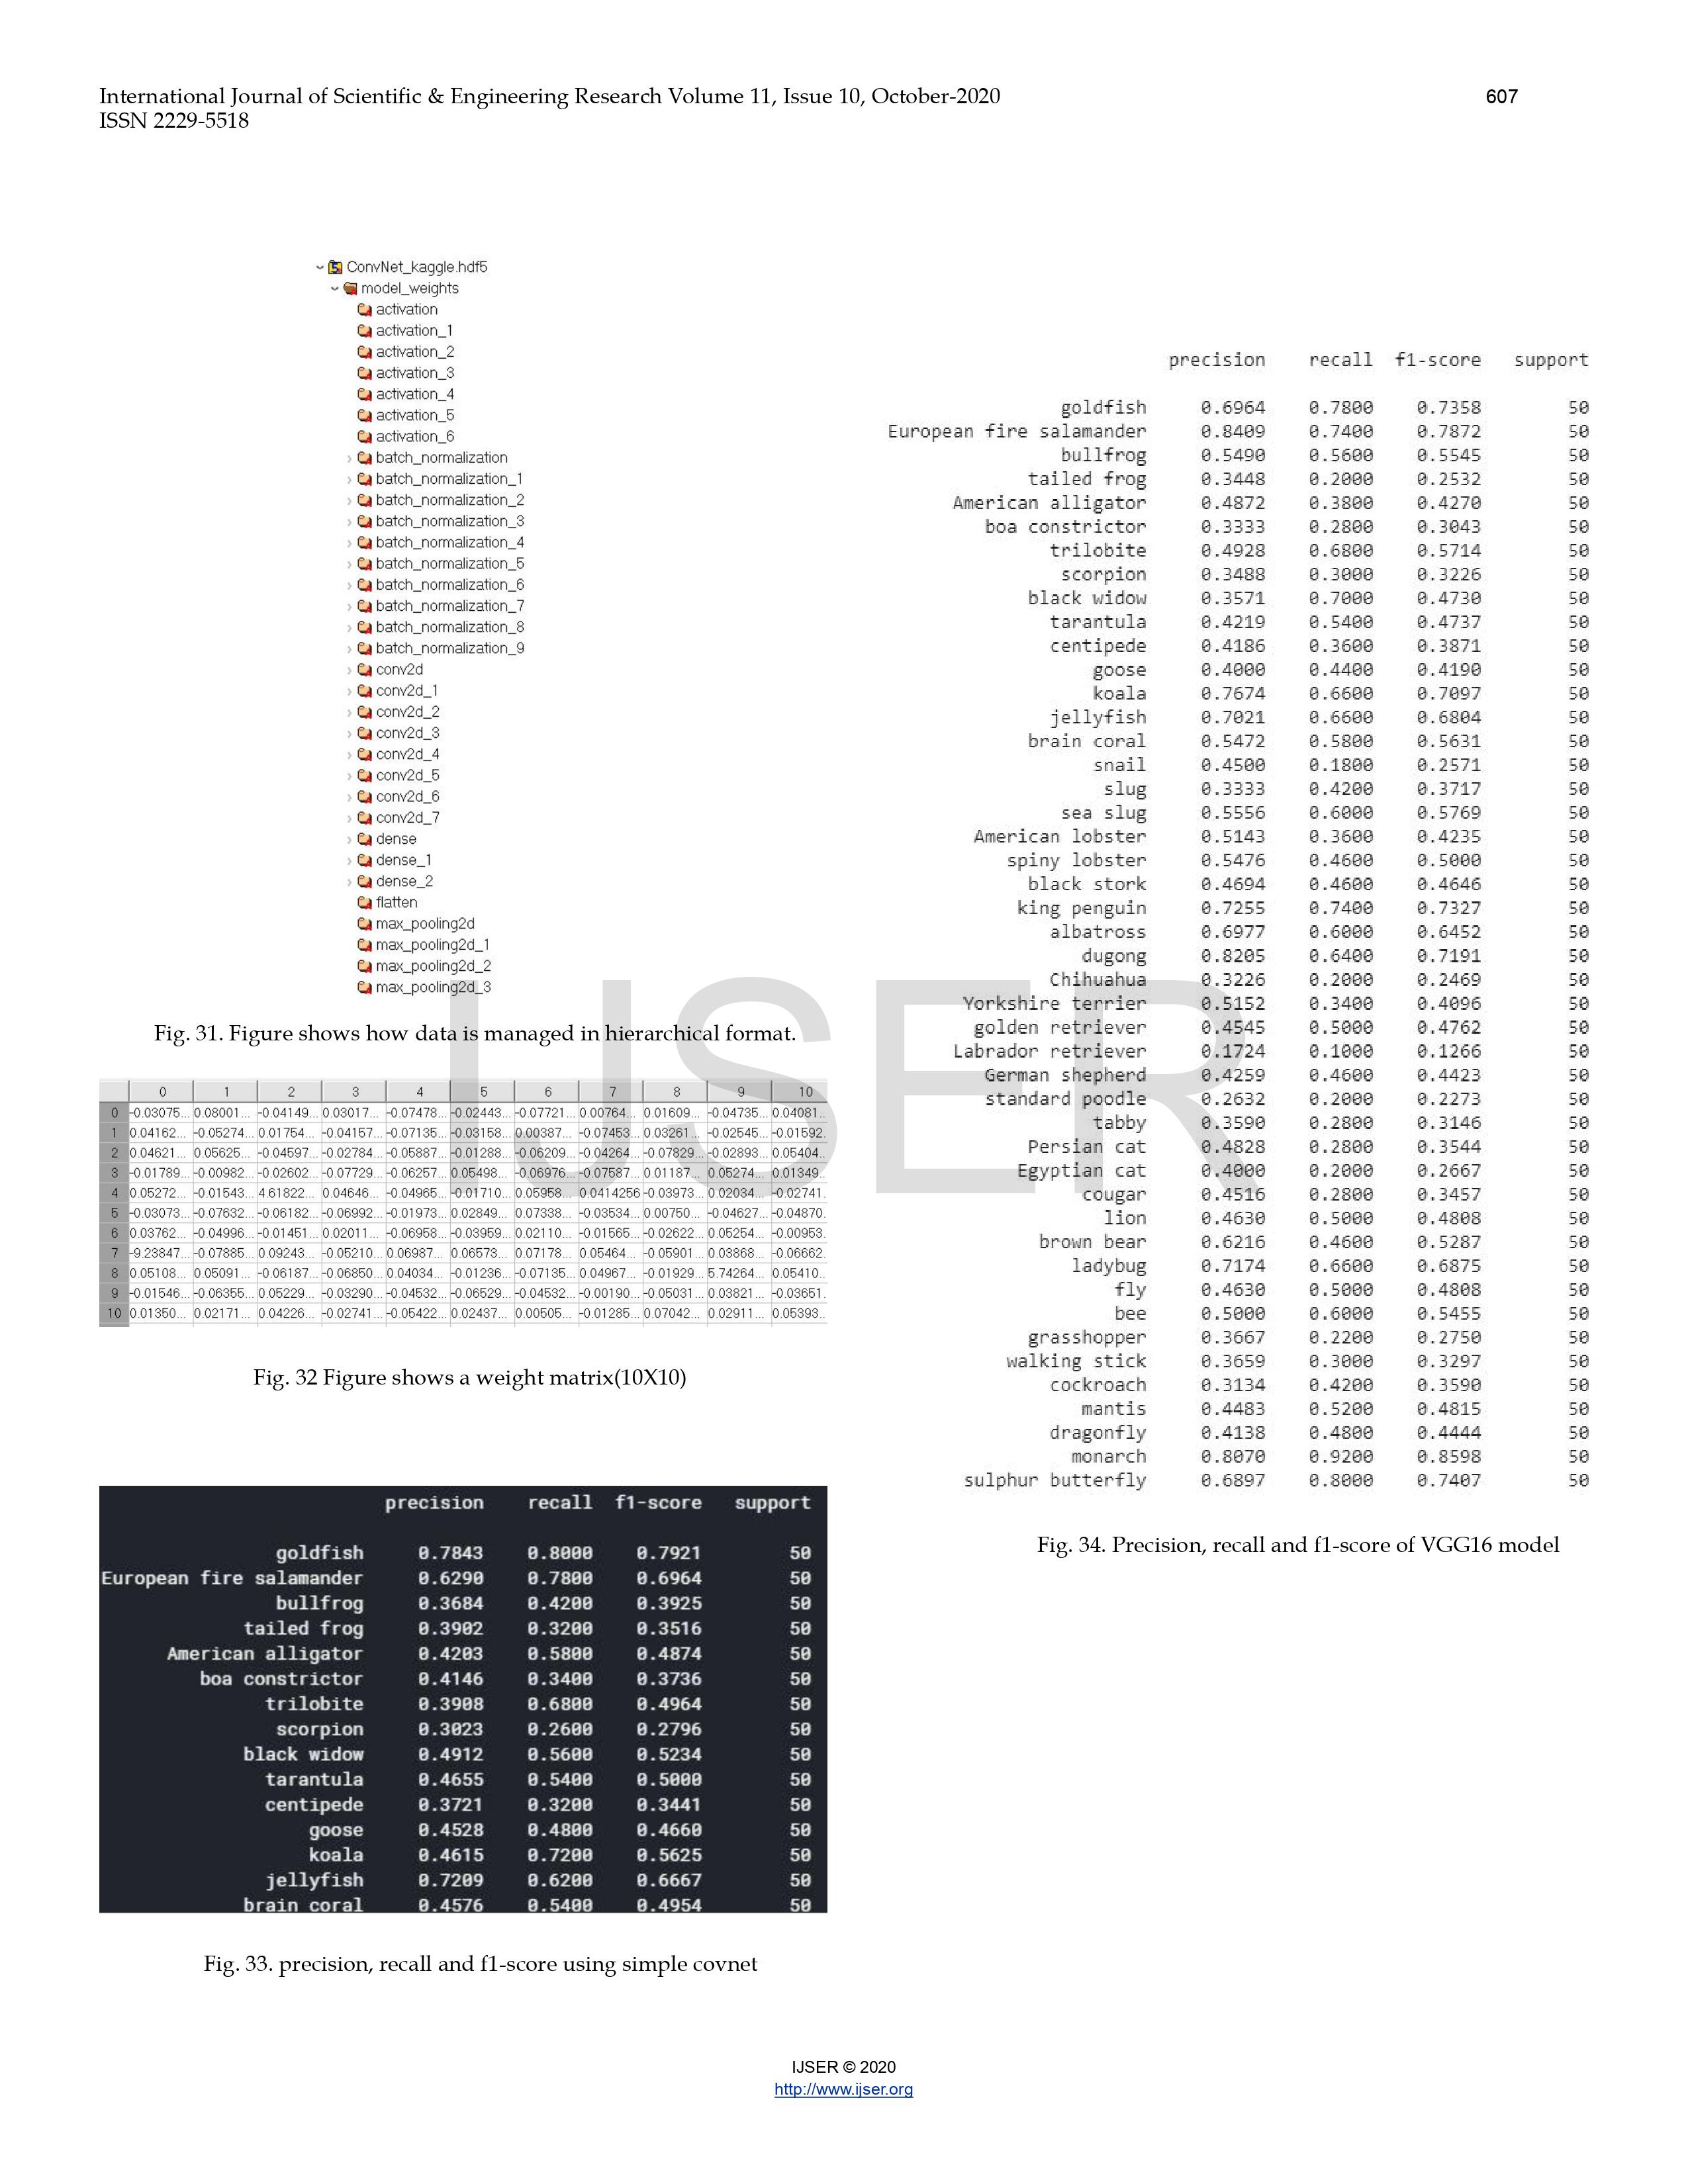 International Journal of Scientific & Engineering Research Volume 11, Issue 10, October-2020 607
ISSN 2229-5518
ConvNet_kaggle.hdf5
model_weights
activation
activation_1
activation_2
activation_3
activation_4
activation_5
activation_6
batch_normalization
batch_normalization_1
batch_normalization_2
batch_normalization_3
batch_normalization_4
batch_normalization_5
batch_normalization_6
batch_normalization_7
batch_normalization_8
batch_normalization_9
conv2d
conv2d_1
conv2d_2
conv2d_3
conv2d_4
conv2d_5
conv2d_6
conv2d_7
dense
dense_1
dense_2
flatten
max_pooling2d
max_pooling2d_1
max_pooling2d_2
max_pooling2d_3
Fig. 31. Figure shows how data is managed in hierarchical format.
0 1 2 3 4 5 6 7 8 9 10
0 -0.03075... 0.08001... -0.04149... 0.03017... -0.07478... -0.02443... -0.07721... 0.00764... 0.01609... -0.04735... 0.04081...
1 0.04162... -0.05274... 0.01754... -0.04157... -0.07135... -0.03158... 0.00387... -0.07453... 0.03261... -0.02545... -0.01592.
2 0.04621... 0.05625... -0.04597... -0.02784... -0.05887... -0.01288... -0.06209... -0.04264... -0.07829... -0.02893... 0.05404...
3 -0.01789... -0.00982... -0.02602... -0.07729... -0.06257... 0.05498... -0.06976... -0.07587... 0.01187... 0.05274... 0.01349...
4 0.05272... -0.01543... 4.61822... 0.04646... -0.04965... -0.01710... 0.05958... 0.0414256 -0.03973... 0.02034... -0.02741.
5 -0.03073... -0.07632... -0.06182... -0.06992... -0.01973... 0.02849... 0.07338... -0.03534... 0.00750... -0.04627... -0.04870.
6 0.03762... -0.04996... -0.01451... 0.02011... -0.06958... -0.03959... 0.02110... -0.01565... -0.02622... 0.05254... -0.00953.
7 -9.23847... -0.07885... 0.09243... -0.05210... 0.06987... 0.06573... 0.07178... 0.05464... -0.05901... 0.03868... -0.06662.
8 0.05108... 0.05091... -0.06187... -0.06850... 0.04034... -0.01236... -0.07135... 0.04967... -0.01929... 5.74264... 0.05410...
9 -0.01546... -0.06355... 0.05229... -0.03290... -0.04532... -0.06529... -0.04532... -0.00190... -0.05031... 0.03821... -0.03651.
10 0.01350... 0.02171... 0.04226... -0.02741... -0.05422... 0.02437... 0.00505... -0.01285... 0.07042... 0.02911... 0.05393...
Fig. 32 Figure shows a weight matrix(10X10)
precision recall f1-score support
goldfish 0.7843 0.8000 0.7921 50
European fire salamander 0.6290 0.7800 0.6964 50
bullfrog 0.3684 0.4200 0.3925 50
tailed frog 0.3902 0.3200 0.3516 50
American alligator 0.4203 0.5800 0.4874 50
boa constrictor 0.4146 0.3400 0.3736 50
trilobite 0.3908 0.6800 0.4964 50
scorpion 0.3023 0.2600 0.2796 50
black widow 0.4912 0.5600 0.5234 50
tarantula 0.4655 0.5400 0.5000 50
centipede 0.3721 0.3200 0.3441 50
goose 0.4528 0.4800 0.4660 50
koala 0.4615 0.7200 0.5625 50
jellyfish 0.7209 0.6200 0.6667 50
brain coral 0.4576 0.5400 0.4954 50
Fig. 33. precision, recall and f1-score using simple covnet
precision recall f1-score support
goldfish 0.6964 0.7800 0.7358 50
European fire salamander 0.8409 0.7400 0.7872 50
bullfrog 0.5490 0.5600 0.5545 50
tailed frog 0.3448 0.2000 0.2532 50
American alligator 0.4872 0.3800 0.4270 50
boa constrictor 0.3333 0.2800 0.3043 50
trilobite 0.4928 0.6800 0.5714 50
scorpion 0.3488 0.3000 0.3226 50
black widow 0.3571 0.7000 0.4730 50
tarantula 0.4219 0.5400 0.4737 50
centipede 0.4186 0.3600 0.3871 50
goose 0.4000 0.4400 0.4190 50
koala 0.7674 0.6600 0.7097 50
jellyfish 0.7021 0.6600 0.6804 50
brain coral 0.5472 0.5800 0.5631 50
snail 0.4500 0.1800 0.2571 50
slug 0.3333 0.4200 0.3717 50
sea slug 0.5556 0.6000 0.5769 50
American lobster 0.5143 0.3600 0.4235 50
spiny lobster 0.5476 0.4600 0.5000 50
black stork 0.4694 0.4600 0.4646 50
king penguin 0.7255 0.7400 0.7327 50
albatross 0.6977 0.6000 0.6452 50
dugong 0.8205 0.6400 0.7191 50
Chihuahua 0.3226 0.2000 0.2469 50
Yorkshire terrier 0.5152 0.3400 0.4096 50
golden retriever 0.4545 0.5000 0.4762 50
Labrador retriever 0.1724 0.1000 0.1266 50
German shepherd 0.4259 0.4600 0.4423 50
standard poodle 0.2632 0.2000 0.2273 50
tabby 0.3590 0.2800 0.3146 50
Persian cat 0.4828 0.2800 0.3544 50
Egyptian cat 0.4000 0.2000 0.2667 50
cougar 0.4516 0.2800 0.3457 50
lion 0.4630 0.5000 0.4808 50
brown bear 0.6216 0.4600 0.5287 50
ladybug 0.7174 0.6600 0.6875 50
fly 0.4630 0.5000 0.4808 50
bee 0.5000 0.6000 0.5455 50
grasshopper 0.3667 0.2200 0.2750 50
walking stick 0.3659 0.3000 0.3297 50
cockroach 0.3134 0.4200 0.3590 50
mantis 0.4483 0.5200 0.4815 50
dragonfly 0.4138 0.4800 0.4444 50
monarch 0.8070 0.9200 0.8598 50
sulphur butterfly 0.6897 0.8000 0.7407 50
Fig. 34. Precision, recall and f1-score of VGG16 model
IJSER
IJSER © 2020
http://www.ijser.org